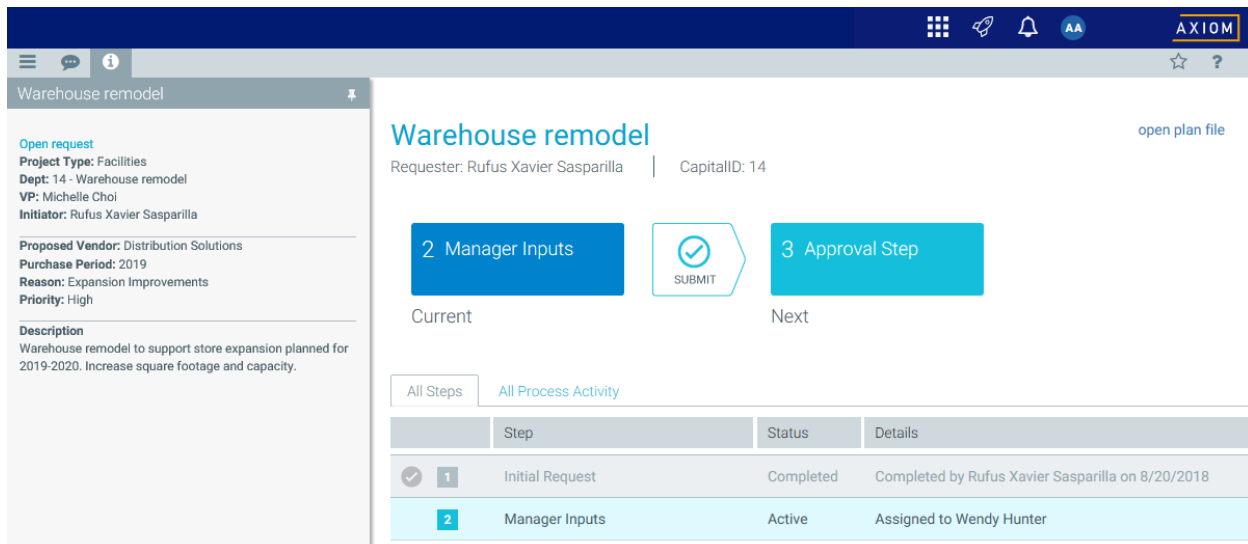 AA
AXIOM
?
Warehouse remodel
Open request
Project Type: Facilities
Dept: 14 - Warehouse remodel
VP: Michelle Choi
Initiator: Rufus Xavier Sasparilla
Proposed Vendor: Distribution Solutions
Purchase Period: 2019
Reason: Expansion Improvements
Priority: High
Description
Warehouse remodel to support store expansion planned for
2019-2020. Increase square footage and capacity.
Warehouse remodel
open plan file
Requester: Rufus Xavier Sasparilla CapitalID: 14
2 Manager Inputs
SUBMIT
3 Approval Step
Current
Next
All Steps All Process Activity
Step Status Details
1 Initial Request Completed Completed by Rufus Xavier Sasparilla on 8/20/2018
2 Manager Inputs Active Assigned to Wendy Hunter